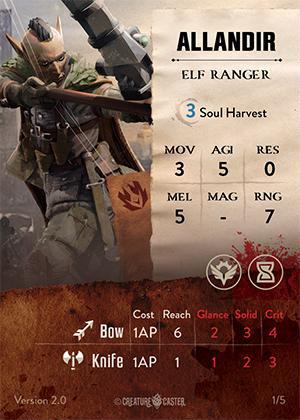 ALLANDIR
ELF RANGER
3 Soul Harvest
MOV AGI RES
3 5 0
MEL MAG RNG
5 - 7
Cost Reach Glance Solid Crit
Bow 1AP 6 2 3 4
Knife 1AP 1 1 2 3
Version 2.0 © CREATURE CASTER 1/5